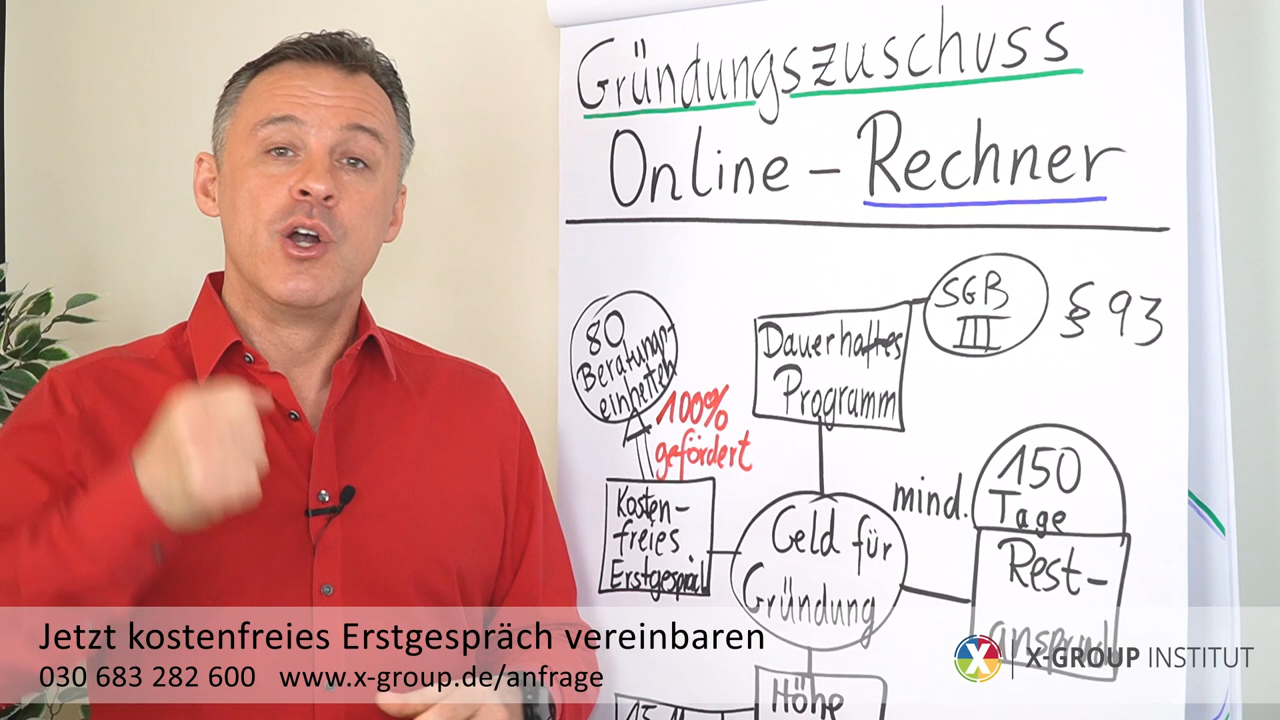 Gründungszuschuss
Online-Rechner
SGB
III
§ 93
80
Beratungs-
einheiten
100%
gefördert
Dauerhaftes
Programm
mind.
150
Tage
Rest-
anspruch
Kosten-
freies
Erstgespräch
Geld für
Gründung
Höhe
Jetzt kostenfreies Erstgespräch vereinbaren
030 683 282 600 www.x-group.de/anfrage
X-GROUP INSTITUT